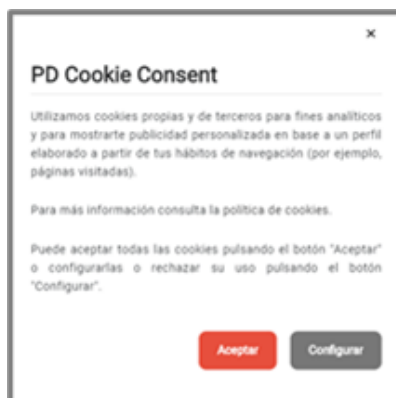 ×
PD Cookie Consent
Utilizamos cookies propias y de terceros para fines analíticos
y para mostrarte publicidad personalizada en base a un perfil
elaborado a partir de tus hábitos de navegación (por ejemplo,
páginas visitadas).
Para más información consulta la política de cookies.
Puede aceptar todas las cookies pulsando el botón "Aceptar"
o configurarlas o rechazar su uso pulsando el botón
"Configurar".
Aceptar Configurar